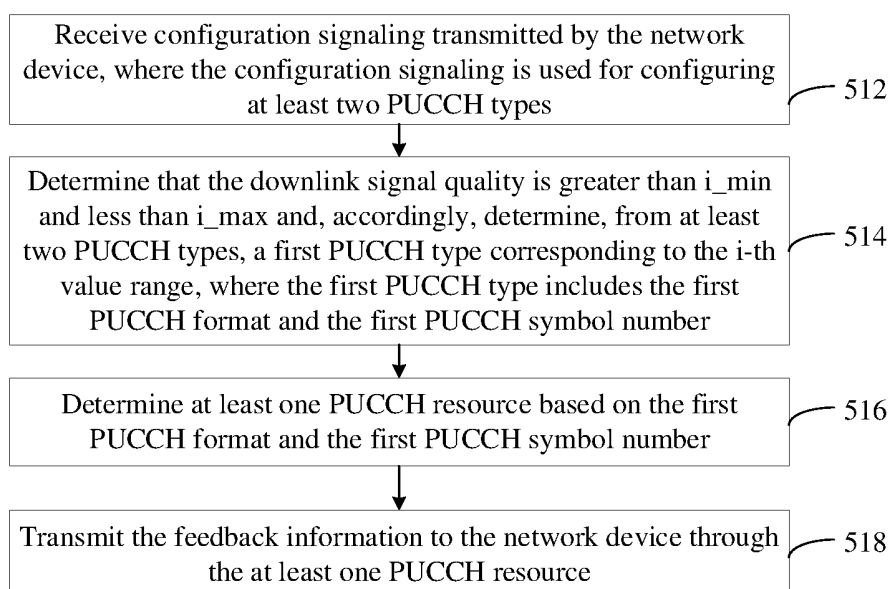 Receive configuration signaling transmitted by the network
device, where the configuration signaling is used for configuring
at least two PUCCH types
512
Determine that the downlink signal quality is greater than i_min
and less than i_max and, accordingly, determine, from at least
two PUCCH types, a first PUCCH type corresponding to the i-th
value range, where the first PUCCH type includes the first
PUCCH format and the first PUCCH symbol number
514
Determine at least one PUCCH resource based on the first
PUCCH format and the first PUCCH symbol number
516
Transmit the feedback information to the network device through
the at least one PUCCH resource
518